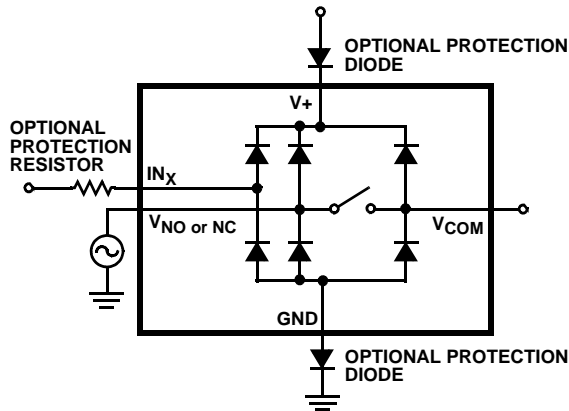 OPTIONAL PROTECTION
DIODE
V+
OPTIONAL
PROTECTION
RESISTOR
INX
VNO or NC
VCOM
GND
OPTIONAL PROTECTION
DIODE